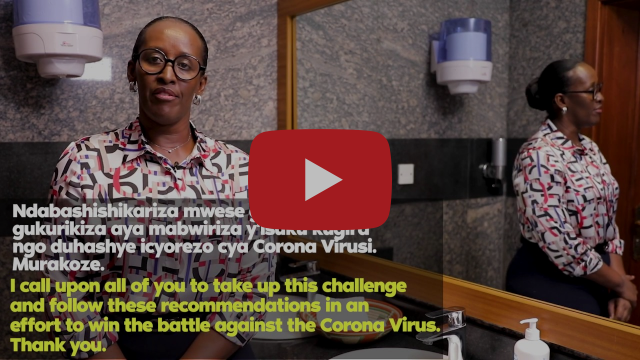 Ndabashishikariza mwese
gukurikiza aya mabwiriza y'isuku
ngo duhashye icyorezo cya Corona Virusi.
Murakoze.
I call upon all of you to take up this challenge
and follow these recommendations in an
effort to win the battle against the Corona Virus.
Thank you.